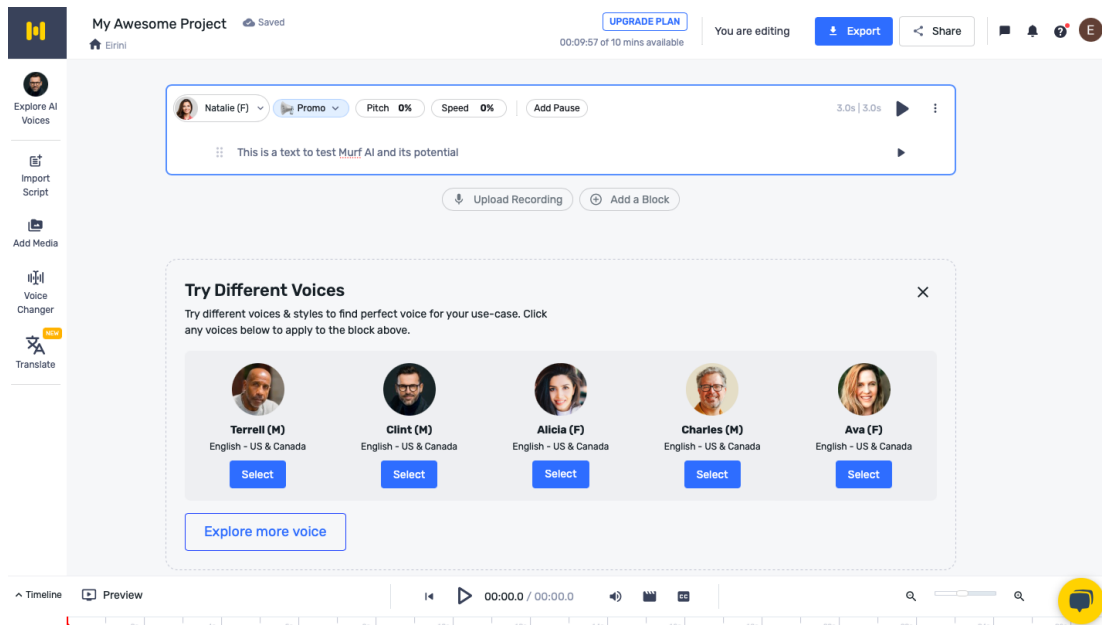 My Awesome Project
Saved
Eirini
UPGRADE PLAN
00:09:57 of 10 mins available
You are editing
Export
Share
E
Explore AI
Voices
Import
Script
Add Media
Voice
Changer
NEW
Translate
Natalie (F)
Promo
Pitch 0%
Speed 0%
Add Pause
3.0s | 3.0s
This is a text to test Murf AI and its potential
Upload Recording
Add a Block
Try Different Voices
Try different voices & styles to find perfect voice for your use-case. Click
any voices below to apply to the block above.
Terrell (M)
English - US & Canada
Select
Clint (M)
English - US & Canada
Select
Alicia (F)
English - US & Canada
Select
Charles (M)
English - US & Canada
Select
Ava (F)
English - US & Canada
Select
Explore more voice
Timeline
Preview
00:00.0 / 00:00.0
CC